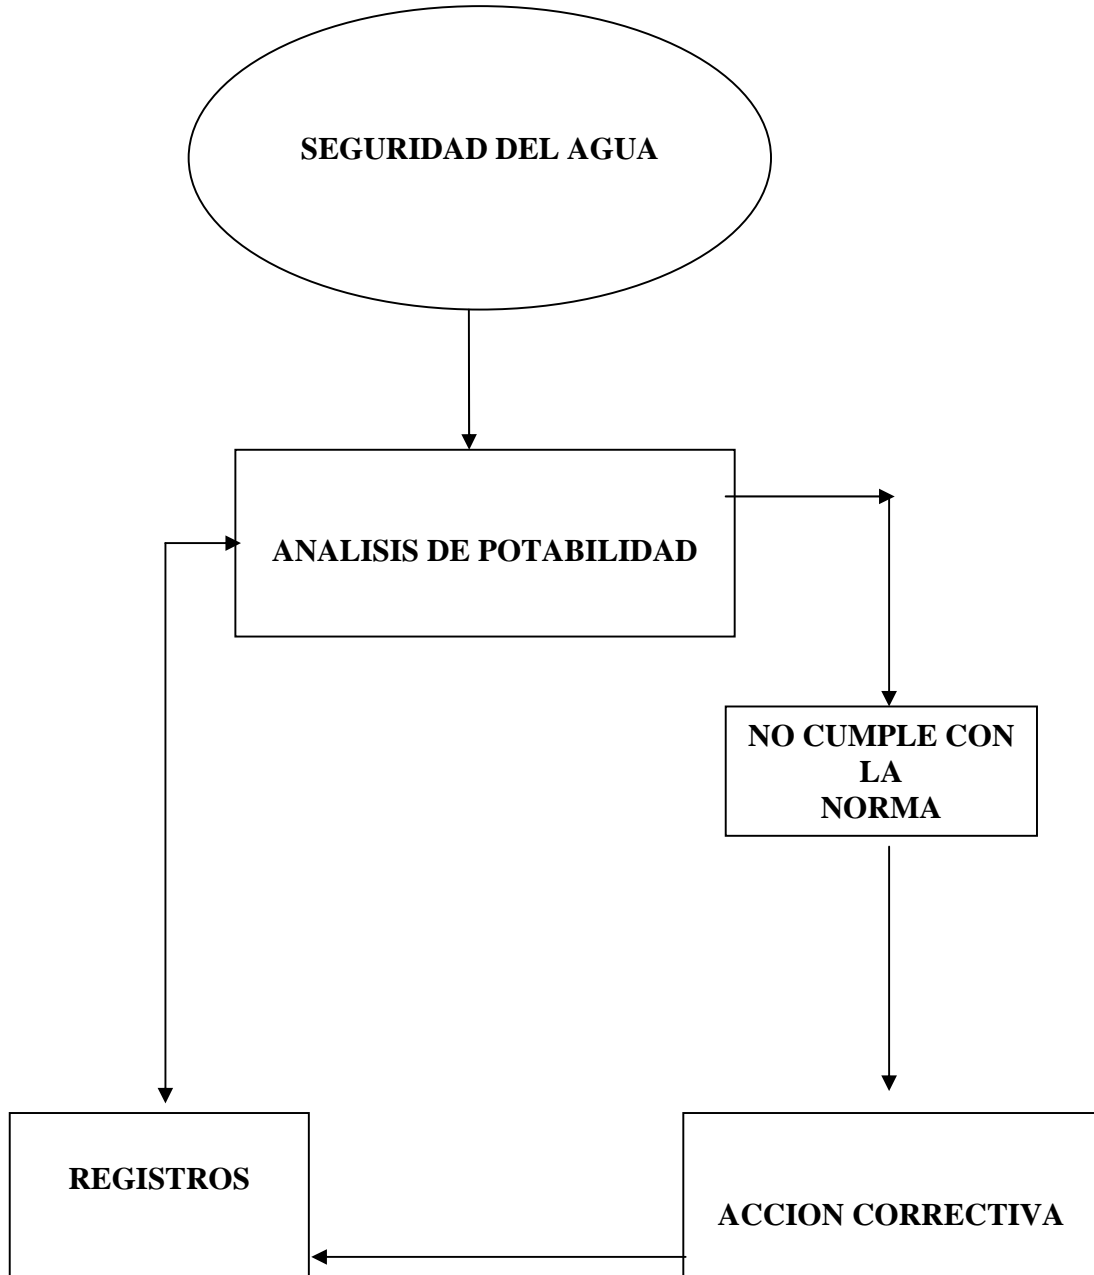 SEGURIDAD DEL AGUA
ANALISIS DE POTABILIDAD
NO CUMPLE CON
LA
NORMA
REGISTROS
ACCION CORRECTIVA